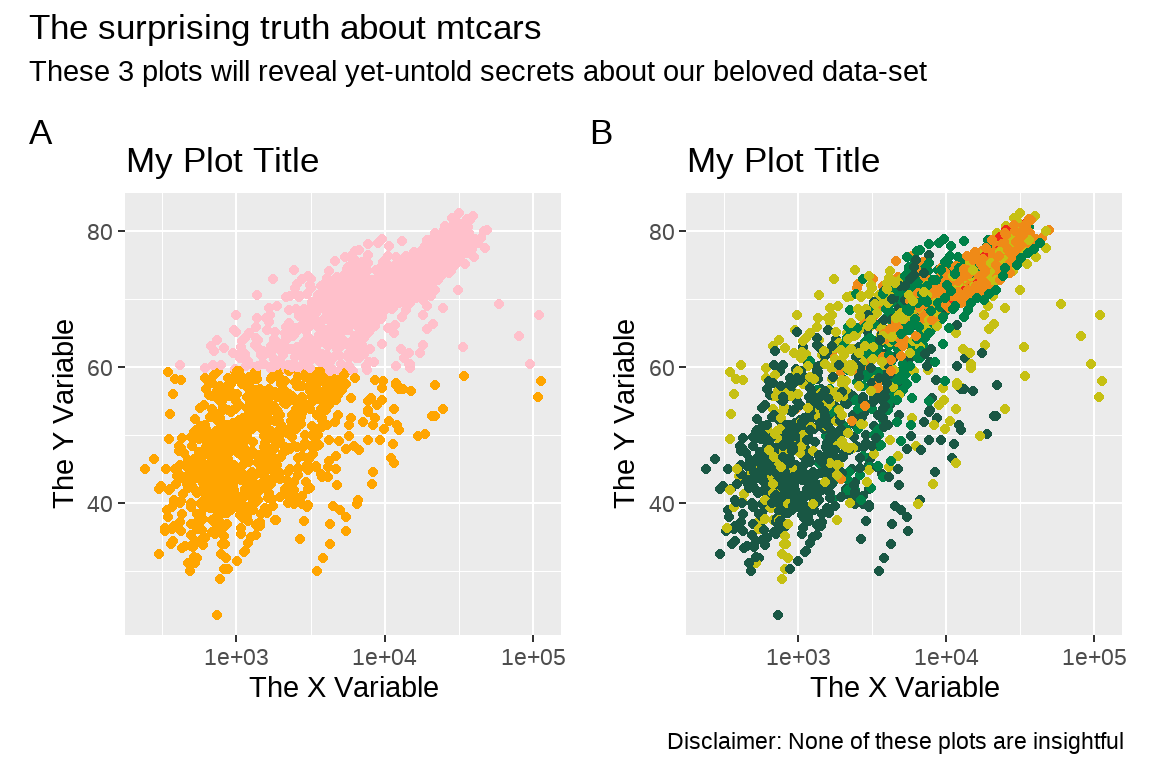 The surprising truth about mtcars
These 3 plots will reveal yet-untold secrets about our beloved data-set
A
My Plot Title
80
60
40
The Y Variable
1e+03 1e+04 1e+05
The X Variable
B
My Plot Title
80
60
40
The Y Variable
1e+03 1e+04 1e+05
The X Variable
Disclaimer: None of these plots are insightful